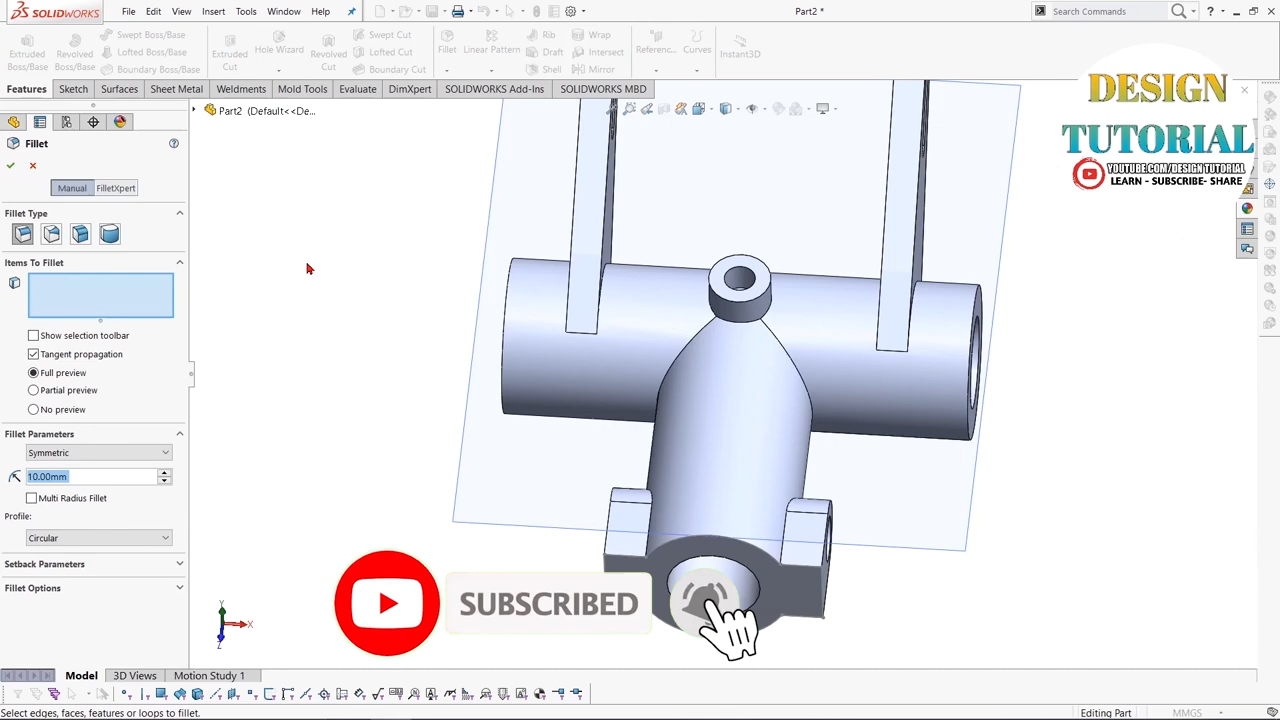 SOLIDWORKS File Edit View Insert Tools Window Help Part2 * Search Commands ?
Extruded Boss/Base
Revolved Boss/Base
Swept Boss/Base
Lofted Boss/Base
Boundary Boss/Base
Extruded Cut
Hole Wizard
Revolved Cut
Swept Cut
Lofted Cut
Boundary Cut
Fillet
Linear Pattern
Rib
Draft
Shell
Wrap
Intersect
Mirror
Referenc...
Curves
Instant3D
Features Sketch Surfaces Sheet Metal Weldments Mold Tools Evaluate DimXpert SOLIDWORKS Add-Ins SOLIDWORKS MBD
DESIGN
TUTORIAL
YOUTUBE.COM/DESIGN TUTORIAL
LEARN - SUBSCRIBE- SHARE
Part2 (Default<<De...
Fillet
Manual FilletXpert
Fillet Type
Items To Fillet
Show selection toolbar
Tangent propagation
Full preview
Partial preview
No preview
Fillet Parameters
Symmetric
10.00mm
Multi Radius Fillet
Profile:
Circular
Setback Parameters
Fillet Options
SUBSCRIBED
Y
X
Z
Model 3D Views Motion Study 1
Select edges, faces, features or loops to fillet. Editing Part MMGS